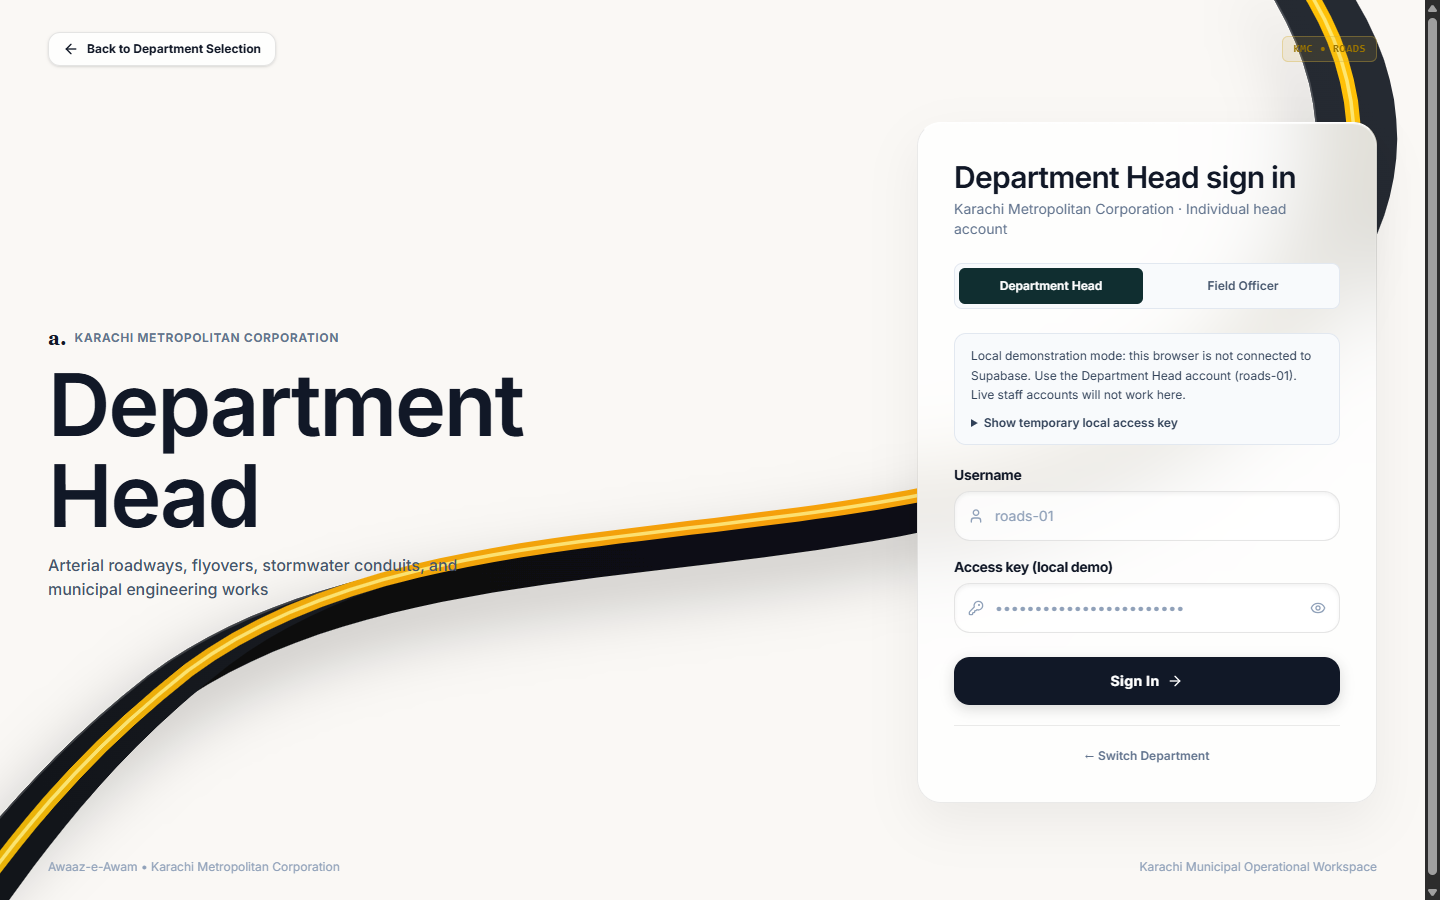 Back to Department Selection
KMC • ROADS
Department Head sign in
Karachi Metropolitan Corporation · Individual head
account
Department Head
Field Officer
Local demonstration mode: this browser is not connected to
Supabase. Use the Department Head account (roads-01).
Live staff accounts will not work here.
Show temporary local access key
Username
roads-01
Access key (local demo)
Sign In
← Switch Department
a. KARACHI METROPOLITAN CORPORATION
Department
Head
Arterial roadways, flyovers, stormwater conduits, and
municipal engineering works
Awaaz-e-Awam • Karachi Metropolitan Corporation
Karachi Municipal Operational Workspace